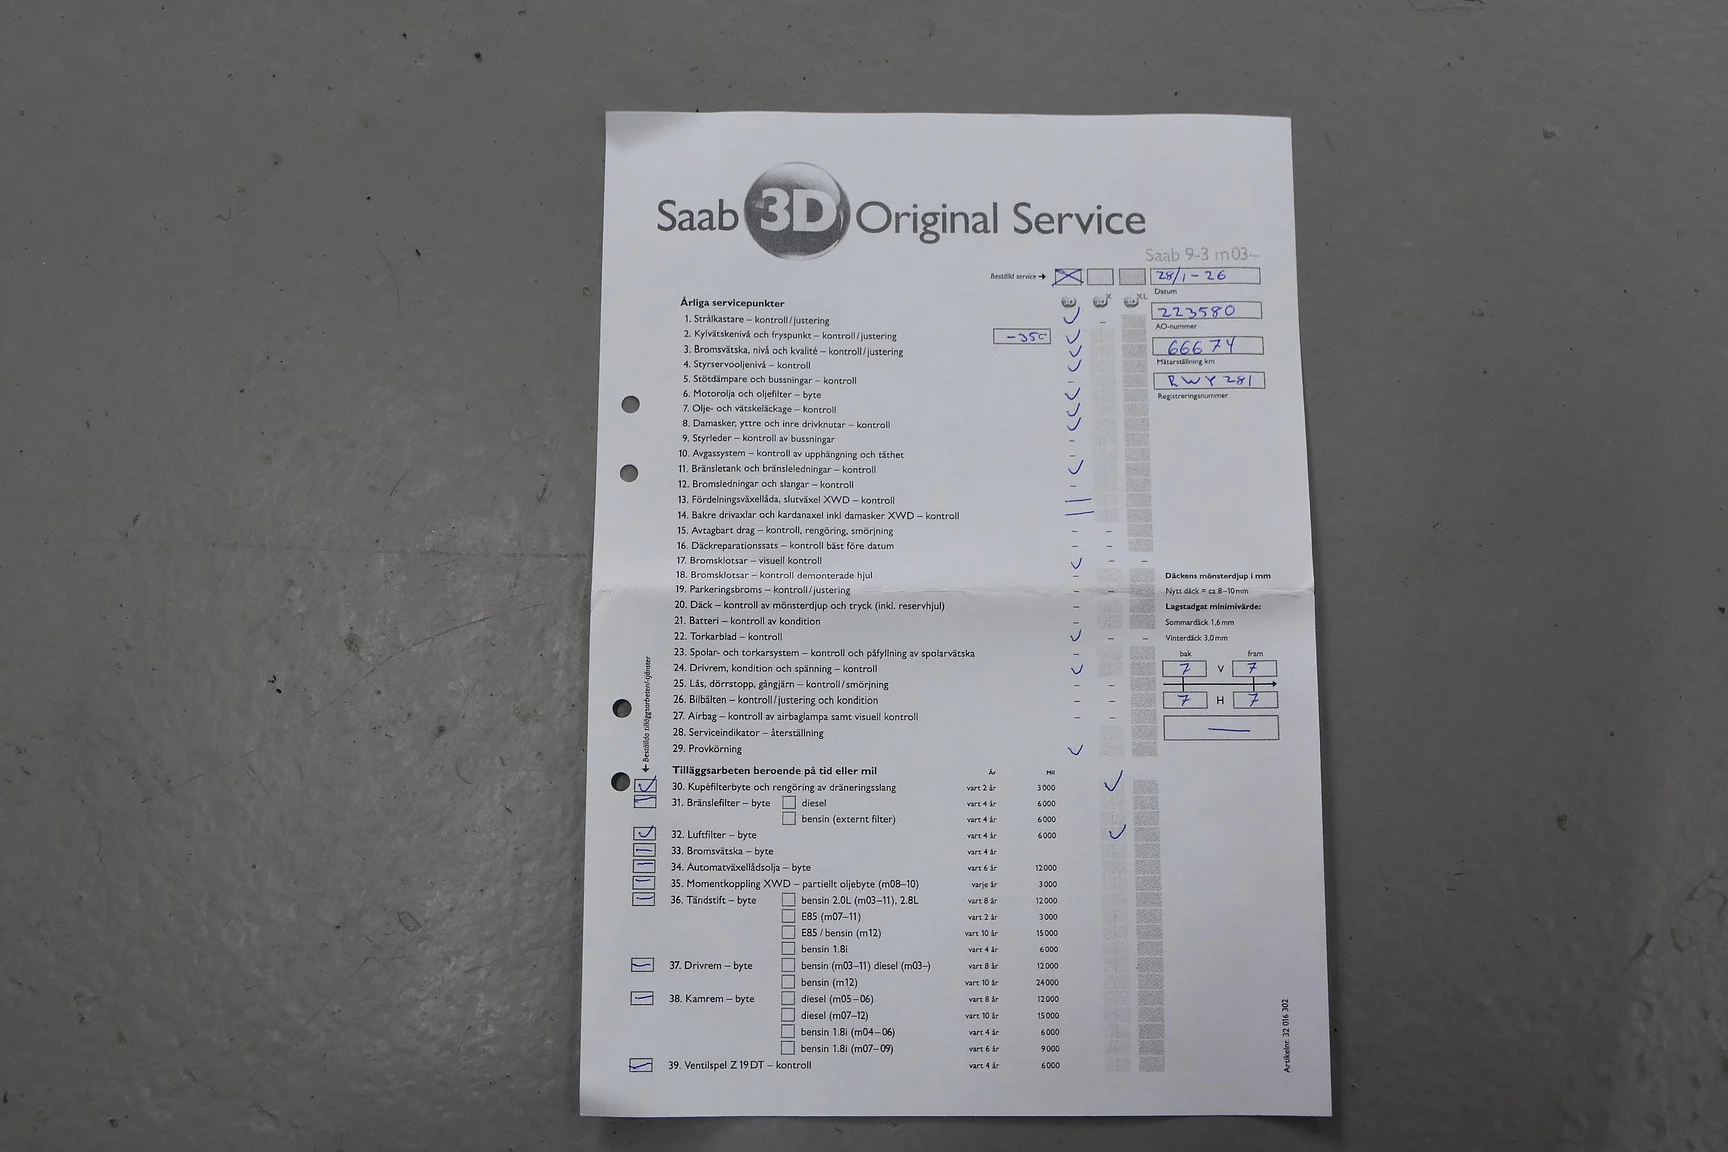 Saab 3D Original Service
Saab 9-3 m03–
Beställd service → 28/1-26
Datum
3D 3D X 3D XL
223580
AO-nummer
66674
Mätarställning km
RWY281
Registreringsnummer
Årliga servicepunkter
1. Strålkastare – kontroll/justering
2. Kylvätskenivå och fryspunkt – kontroll/justering -35C°
3. Bromsvätska, nivå och kvalité – kontroll/justering
4. Styrservooljenivå – kontroll
5. Stötdämpare och bussningar – kontroll
6. Motorolja och oljefilter – byte
7. Olje- och vätskeläckage – kontroll
8. Damasker, yttre och inre drivknutar – kontroll
9. Styrleder – kontroll av bussningar
10. Avgassystem – kontroll av upphängning och täthet
11. Bränsletank och bränsleledningar – kontroll
12. Bromsledningar och slangar – kontroll
13. Fördelningsväxellåda, slutväxel XWD – kontroll
14. Bakre drivaxlar och kardanaxel inkl damasker XWD – kontroll
15. Avtagbart drag – kontroll, rengöring, smörjning
16. Däckreparationssats – kontroll bäst före datum
17. Bromsklotsar – visuell kontroll
18. Bromsklotsar – kontroll demonterade hjul
19. Parkeringsbroms – kontroll/justering
20. Däck – kontroll av mönsterdjup och tryck (inkl. reservhjul)
21. Batteri – kontroll av kondition
22. Torkarblad – kontroll
23. Spolar- och torkarsystem – kontroll och påfyllning av spolarvätska
24. Drivrem, kondition och spänning – kontroll
25. Lås, dörrstopp, gångjärn – kontroll/smörjning
26. Bilbälten – kontroll/justering och kondition
27. Airbag – kontroll av airbaglampa samt visuell kontroll
28. Serviceindikator – återställning
29. Provkörning
Däckens mönsterdjup i mm
Nytt däck = ca 8–10 mm
Lagstadgat minimivärde:
Sommardäck 1,6 mm
Vinterdäck 3,0 mm
bak fram
7 V 7
7 H 7
← Beställda tilläggsarbeten/-tjänster
Tilläggsarbeten beroende på tid eller mil År Mil
30. Kupéfilterbyte och rengöring av dräneringsslang vart 2 år 3 000
31. Bränslefilter – byte diesel vart 4 år 6 000
bensin (externt filter) vart 4 år 6 000
32. Luftfilter – byte vart 4 år 6 000
33. Bromsvätska – byte vart 4 år
34. Automatväxellådsolja – byte vart 6 år 12 000
35. Momentkoppling XWD – partiellt oljebyte (m08–10) varje år 3 000
36. Tändstift – byte bensin 2.0L (m03–11), 2.8L vart 8 år 12 000
E85 (m07–11) vart 2 år 3 000
E85 / bensin (m12) vart 10 år 15 000
bensin 1.8i vart 4 år 6 000
37. Drivrem – byte bensin (m03–11) diesel (m03–) vart 8 år 12 000
bensin (m12) vart 10 år 24 000
38. Kamrem – byte diesel (m05–06) vart 8 år 12 000
diesel (m07–12) vart 10 år 15 000
bensin 1.8i (m04–06) vart 4 år 6 000
bensin 1.8i (m07–09) vart 6 år 9 000
39. Ventilspel Z19DT – kontroll vart 4 år 6 000
Artikelnr. 32 016 302